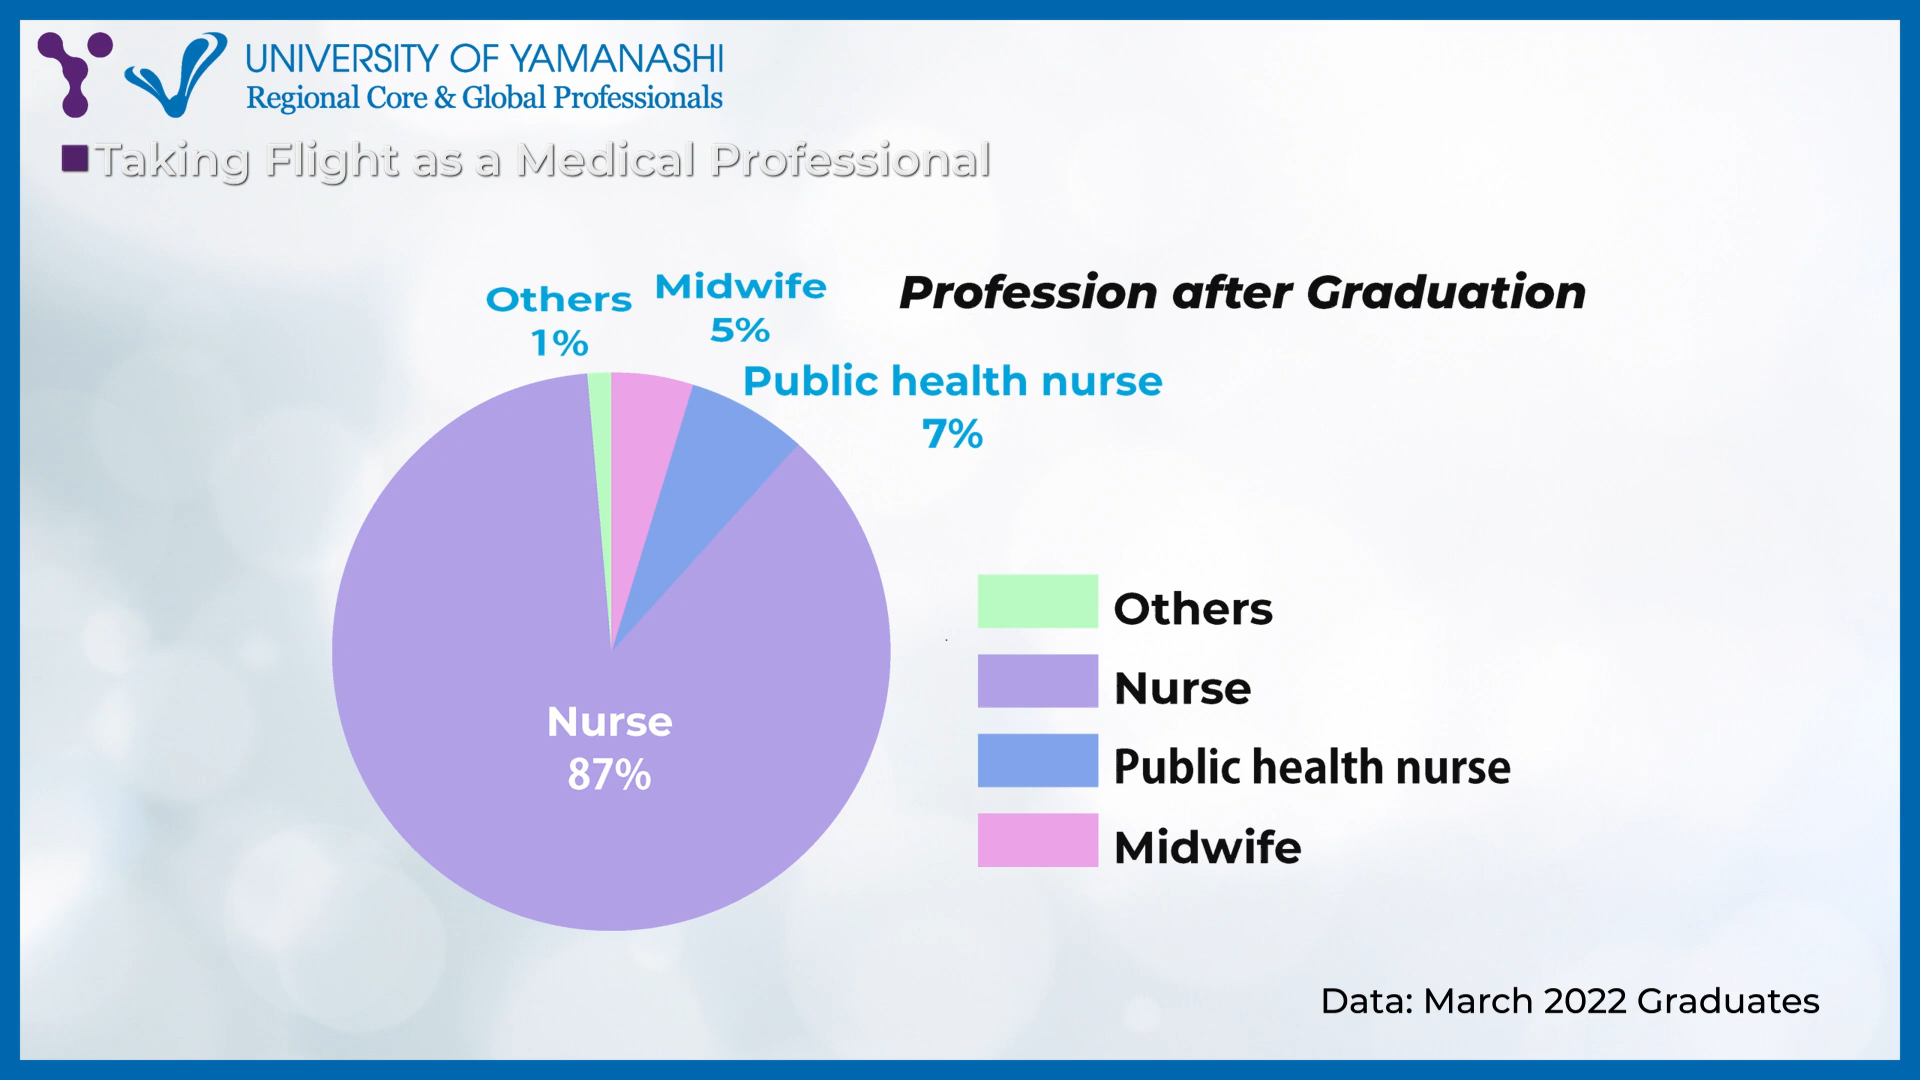 UNIVERSITY OF YAMANASHI
Regional Core & Global Professionals
Taking Flight as a Medical Professional
Profession after Graduation
Others
1%
Midwife
5%
Public health nurse
7%
Nurse
87%
Others
Nurse
Public health nurse
Midwife
Data: March 2022 Graduates